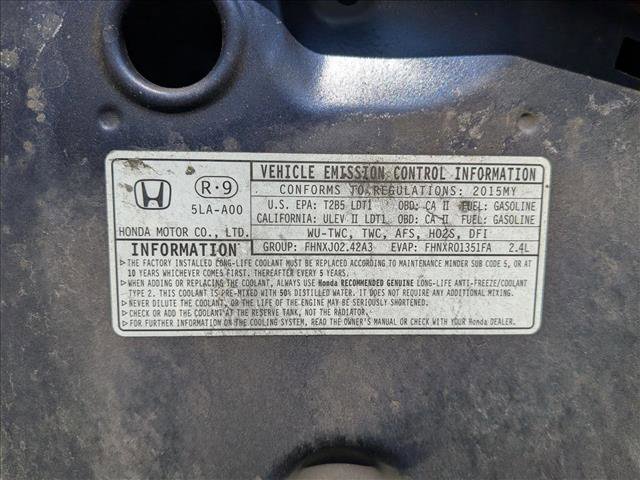 R·9
5LA-A00
HONDA MOTOR CO., LTD.
VEHICLE EMISSION CONTROL INFORMATION
CONFORMS TO REGULATIONS: 2015MY
U.S. EPA: T2B5 LDT1 OBD: CA II FUEL: GASOLINE
CALIFORNIA: ULEV II LDT1 OBD: CA II FUEL: GASOLINE
WU-TWC, TWC, AFS, HO2S, DFI
GROUP: FHNXJ02.42A3 EVAP: FHNXR01351FA 2.4L
INFORMATION
▷THE FACTORY INSTALLED LONG-LIFE COOLANT MUST BE REPLACED ACCORDING TO MAINTENANCE MINDER SUB CODE 5, OR AT
10 YEARS WHICHEVER COMES FIRST. THEREAFTER EVERY 5 YEARS.
▷WHEN ADDING OR REPLACING THE COOLANT, ALWAYS USE Honda RECOMMENDED GENUINE LONG-LIFE ANTI-FREEZE/COOLANT
TYPE 2. THIS COOLANT IS PRE-MIXED WITH 50% DISTILLED WATER. IT DOES NOT REQUIRE ANY ADDITIONAL MIXING.
▷NEVER DILUTE THE COOLANT, OR THE LIFE OF THE ENGINE MAY BE SERIOUSLY SHORTENED.
▷CHECK OR ADD THE COOLANT AT THE RESERVE TANK, NOT THE RADIATOR.
▷FOR FURTHER INFORMATION ON THE COOLING SYSTEM, READ THE OWNER'S MANUAL OR CHECK WITH YOUR Honda DEALER.